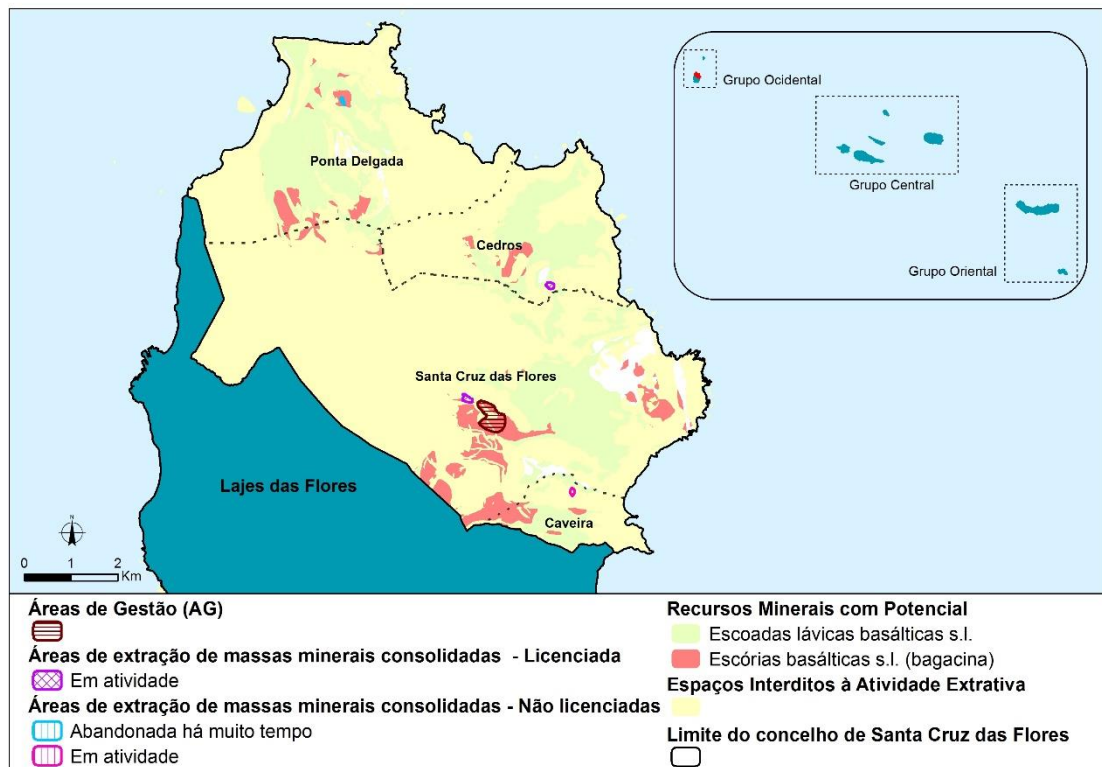 Grupo Ocidental
Grupo Central
Grupo Oriental
Ponta Delgada
Cedros
Santa Cruz das Flores
Lajes das Flores
Caveira
N
0 1 2
Km
Áreas de Gestão (AG)
Áreas de extração de massas minerais consolidadas - Licenciada
Em atividade
Áreas de extração de massas minerais consolidadas - Não licenciadas
Abandonada há muito tempo
Em atividade
Recursos Minerais com Potencial
Escoadas lávicas basálticas s.l.
Escórias basálticas s.l. (bagacina)
Espaços Interditos à Atividade Extrativa
Limite do concelho de Santa Cruz das Flores